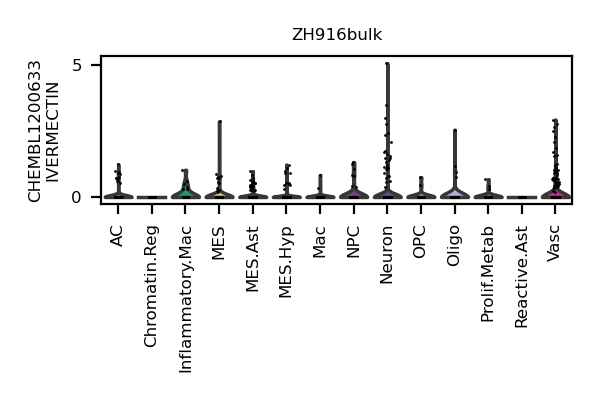 ZH916bulk
CHEMBL1200633
IVERMECTIN
5
0
AC
Chromatin.Reg
Inflammatory.Mac
MES
MES.Ast
MES.Hyp
Mac
NPC
Neuron
OPC
Oligo
Prolif.Metab
Reactive.Ast
Vasc